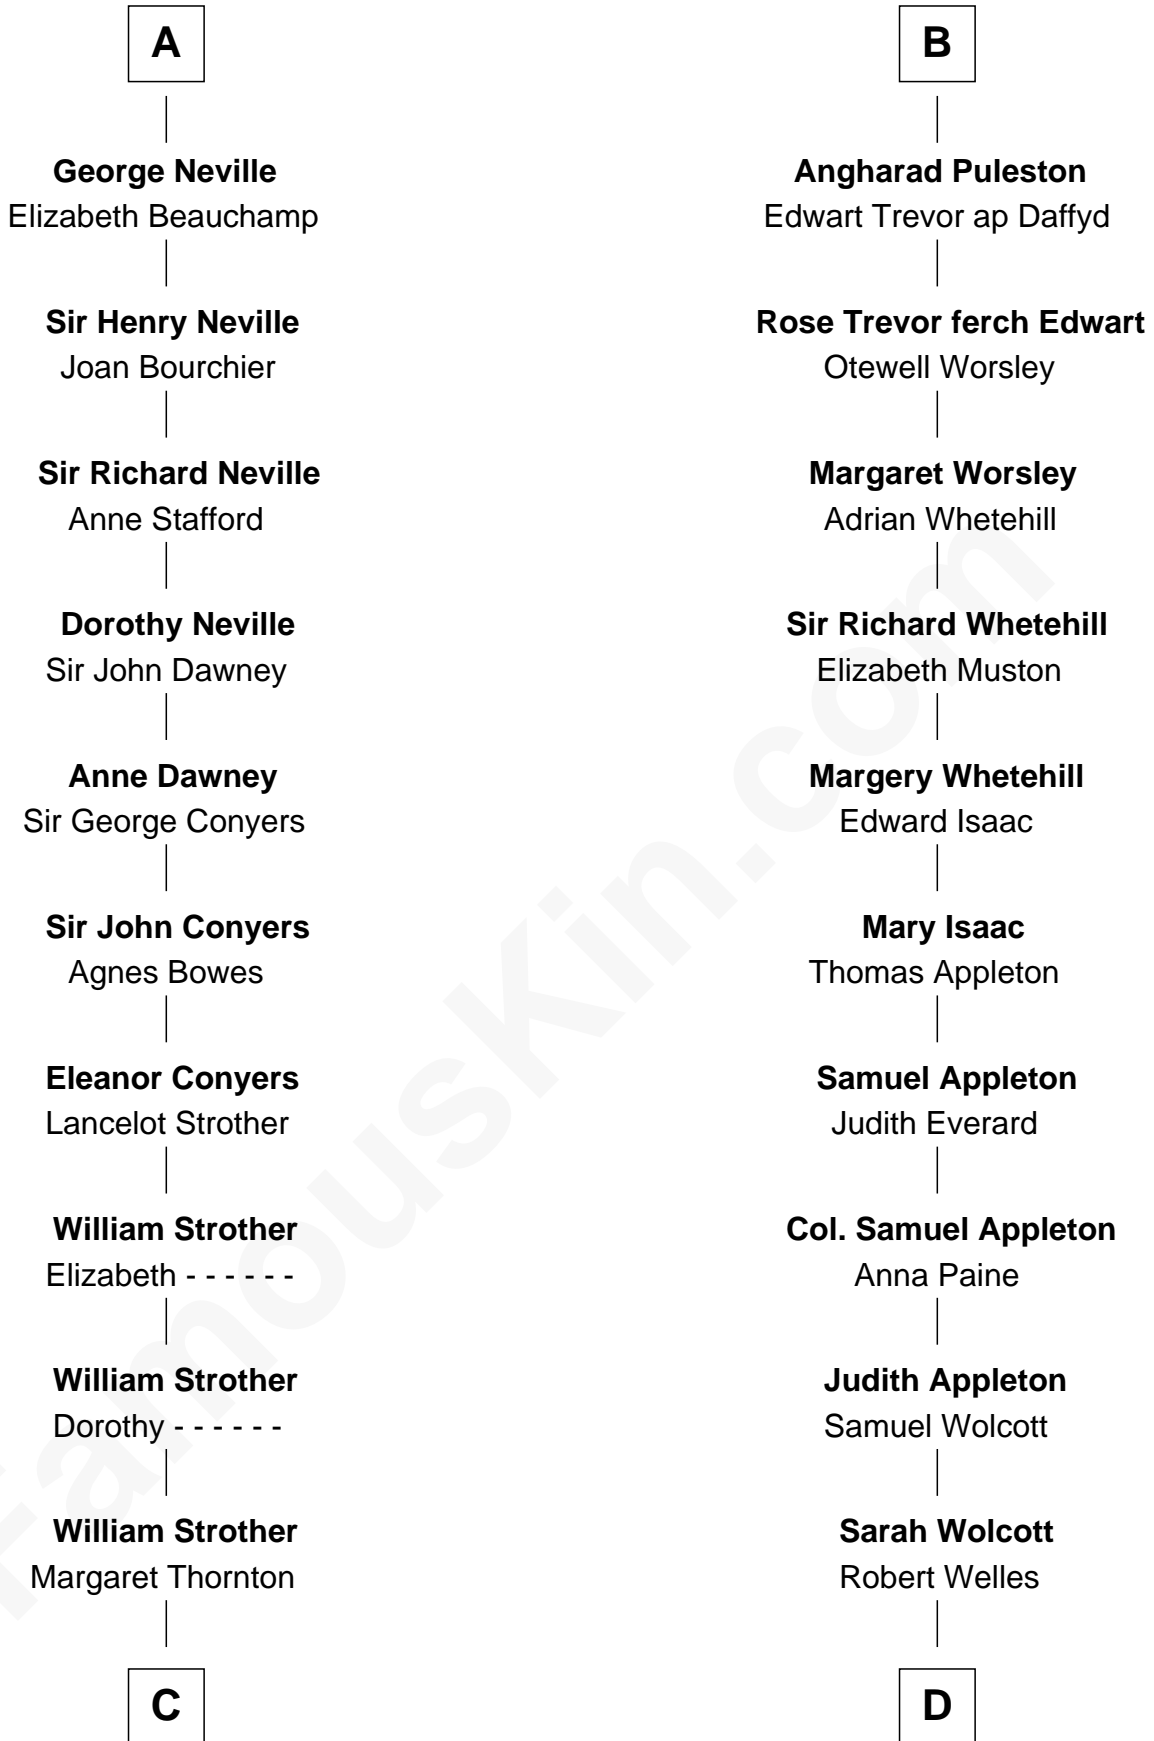 A
George Neville
Elizabeth Beauchamp
Sir Henry Neville
Joan Bourchier
Sir Richard Neville
Anne Stafford
Dorothy Neville
Sir John Dawney
Anne Dawney
Sir George Conyers
Sir John Conyers
Agnes Bowes
Eleanor Conyers
Lancelot Strother
William Strother
Elizabeth - - - - - -
William Strother
Dorothy - - - - - -
William Strother
Margaret Thornton
C
B
Angharad Puleston
Edwart Trevor ap Daffyd
Rose Trevor ferch Edwart
Otewell Worsley
Margaret Worsley
Adrian Whetehill
Sir Richard Whetehill
Elizabeth Muston
Margery Whetehill
Edward Isaac
Mary Isaac
Thomas Appleton
Samuel Appleton
Judith Everard
Col. Samuel Appleton
Anna Paine
Judith Appleton
Samuel Wolcott
Sarah Wolcott
Robert Welles
D
FamousKin.com